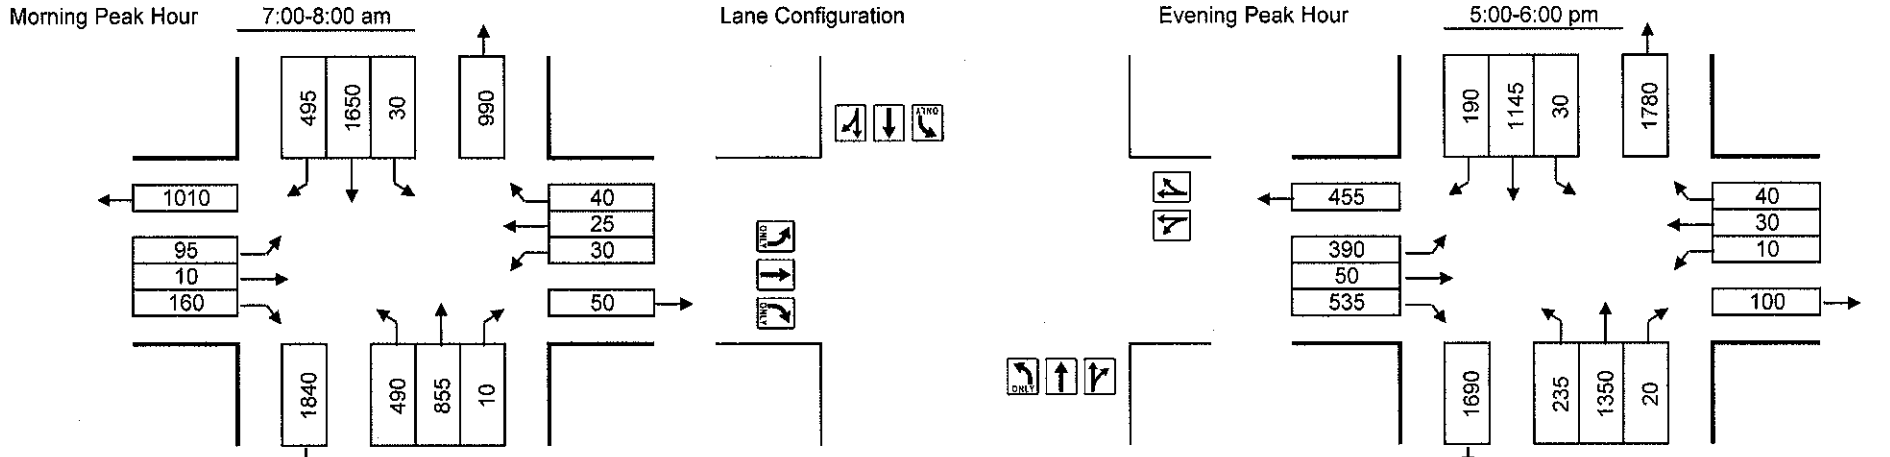 Morning Peak Hour 7:00-8:00 am
495 1650 30 990
1010
95
10
160
40
25
30
50
1840 490 855 10
Lane Configuration
ONLY
ONLY
ONLY
ONLY
Evening Peak Hour 5:00-6:00 pm
190 1145 30 1780
455
390
50
535
40
30
10
100
1690 235 1350 20